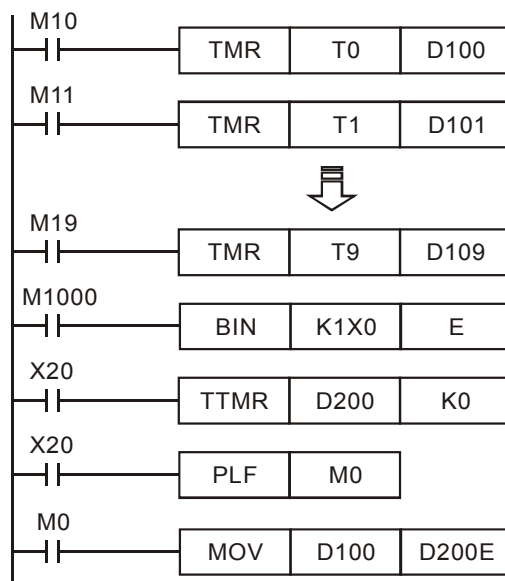 M10
TMR T0 D100
M11
TMR T1 D101
M19
TMR T9 D109
M1000
BIN K1X0 E
X20
TTMR D200 K0
X20
PLF M0
M0
MOV D100 D200E